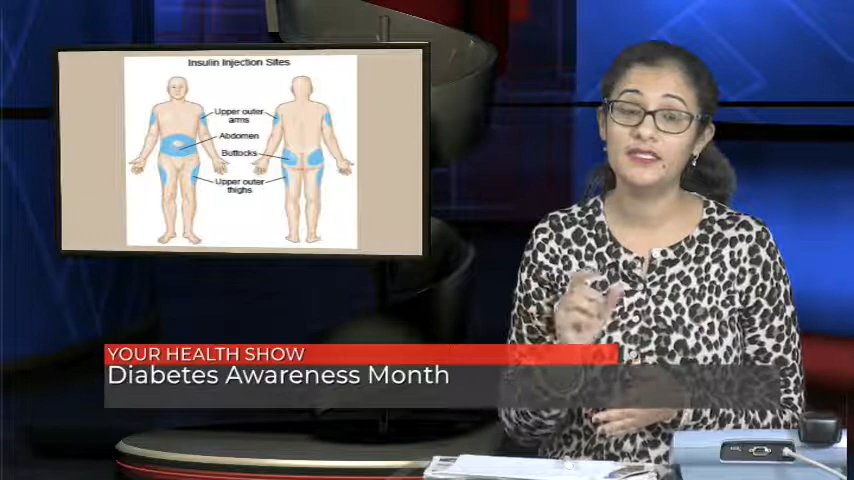 Insulin Injection Sites
Upper outer
arms
Abdomen
Buttocks
Upper outer
thighs
YOUR HEALTH SHOW
Diabetes Awareness Month